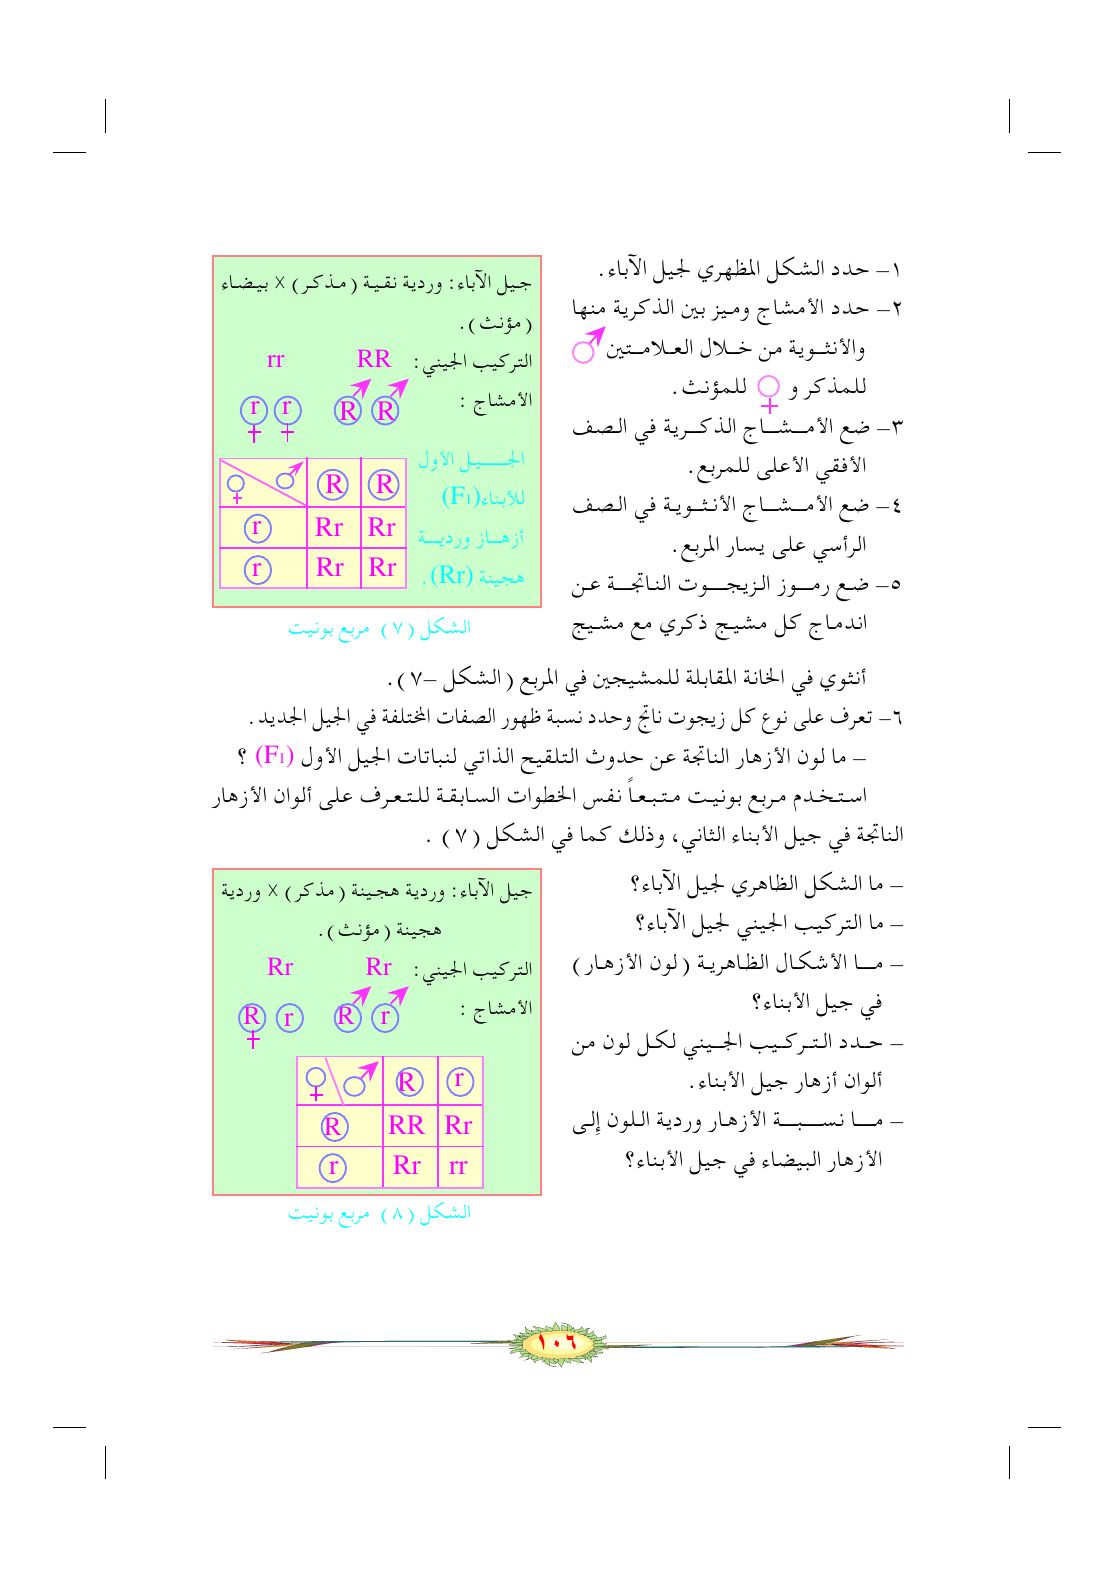 ١– حدد الشكل المظهري لجيل الآباء.
٢– حدد الأمشاج وميز بين الذكرية منها
والأنثوية من خلال العلامتين ♂
للمذكر و ♀ للمؤنث.
٣– ضع الأمشاج الذكرية في الصف
الأفقي الأعلى للمربع.
٤– ضع الأمشاج الأنثوية في الصف
الرأسي على يسار المربع.
٥– ضع رموز الزيجوت الناتجة عن
اندماج كل مشيج ذكري مع مشيج
جيل الآباء: وردية نقية (مذكر) X بيضاء
(مؤنث).
التركيب الجيني: RR rr
الأمشاج : R R r r
الجيل الأول
للأبناء(F1)
أزهار وردية
هجينة (Rr).
♀ ♂ R R
r Rr Rr
r Rr Rr
الشكل (٧) مربع بونيت
أنثوي في الخانة المقابلة للمشيجين في المربع (الشكل –٧).
٦– تعرف على نوع كل زيجوت ناتج وحدد نسبة ظهور الصفات المختلفة في الجيل الجديد.
– ما لون الأزهار الناتجة عن حدوث التلقيح الذاتي لنباتات الجيل الأول (F1) ؟
استخدم مربع بونيت متبعاً نفس الخطوات السابقة للتعرف على ألوان الأزهار
الناتجة في جيل الأبناء الثاني، وذلك كما في الشكل (٧) .
– ما الشكل الظاهري لجيل الآباء؟
– ما التركيب الجيني لجيل الآباء؟
– ما الأشكال الظاهرية (لون الأزهار)
في جيل الأبناء؟
– حدد التركيب الجيني لكل لون من
ألوان أزهار جيل الأبناء.
– ما نسبة الأزهار وردية اللون إلى
الأزهار البيضاء في جيل الأبناء؟
جيل الآباء: وردية هجينة (مذكر) X وردية
هجينة (مؤنث).
التركيب الجيني: Rr Rr
الأمشاج : R r R r
♀ ♂ R r
R RR Rr
r Rr rr
الشكل (٨) مربع بونيت
١٠٦